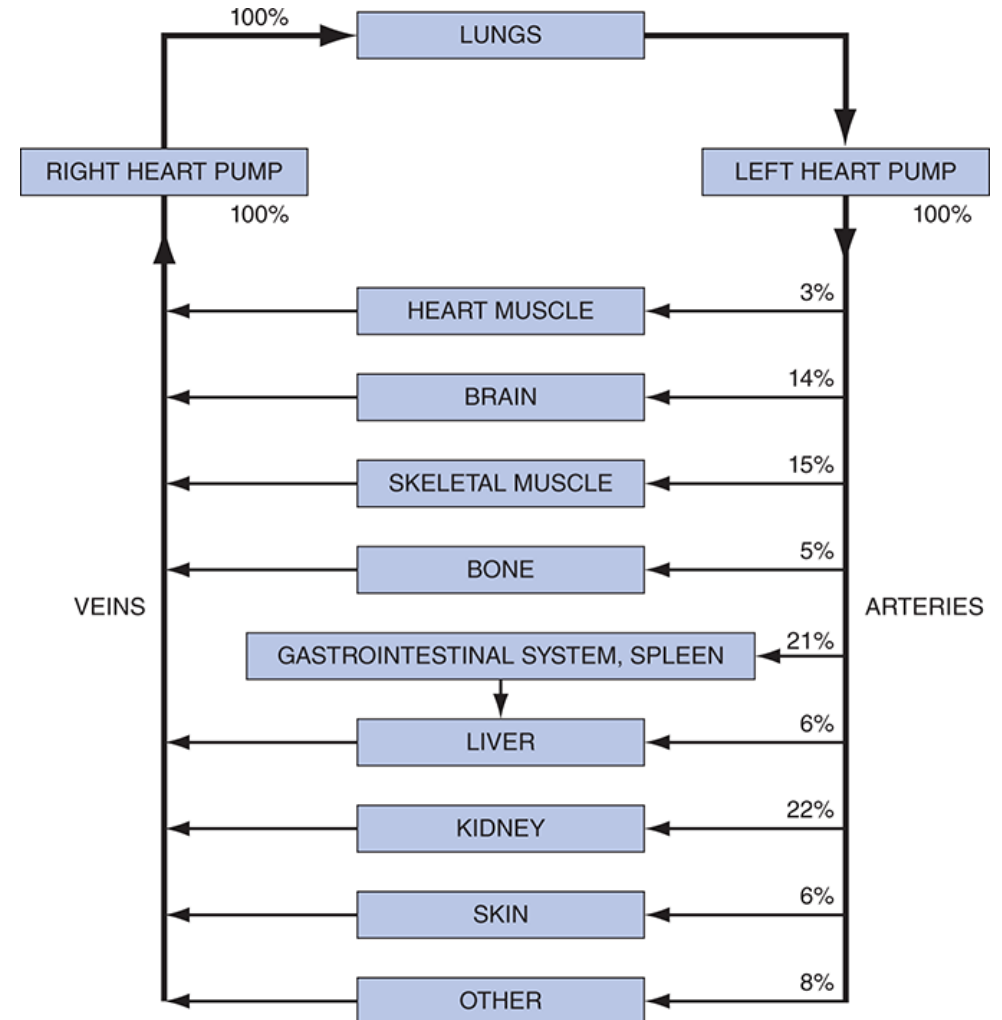 100%
LUNGS
RIGHT HEART PUMP
LEFT HEART PUMP
100%
100%
3%
HEART MUSCLE
14%
BRAIN
15%
SKELETAL MUSCLE
5%
BONE
VEINS
ARTERIES
21%
GASTROINTESTINAL SYSTEM, SPLEEN
6%
LIVER
22%
KIDNEY
6%
SKIN
8%
OTHER